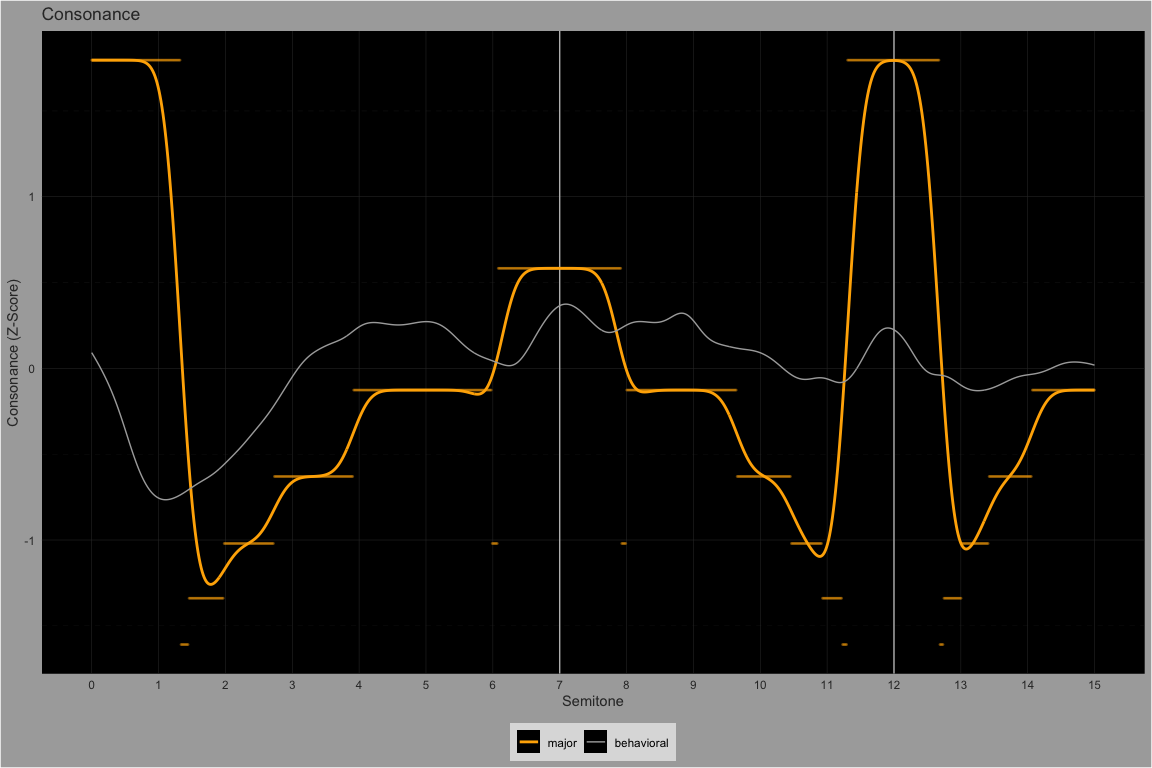 Consonance
Consonance (Z-Score)
1
0
-1
0 1 2 3 4 5 6 7 8 9 10 11 12 13 14 15
Semitone
major behavioral